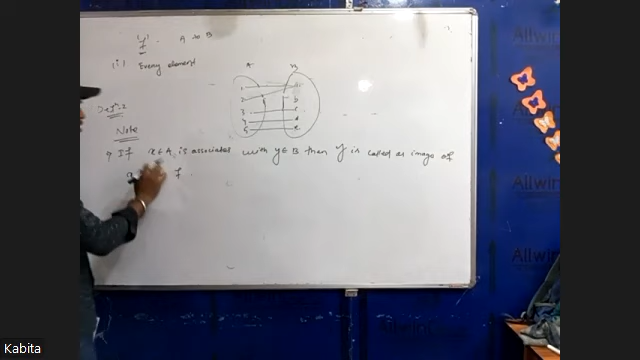 'f' . A to B
(i) Every element
A B
1 a
2 b
3 c
4 d
5 e
Note
If x ∈ A is associated with y ∈ B then y is called as image of
f .
Allwin
Allwin
Allwin
Kabita